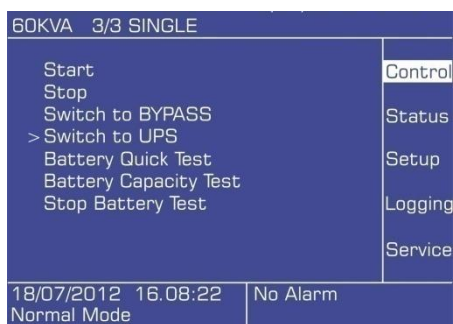 60KVA 3/3 SINGLE
Start
Stop
Switch to BYPASS
> Switch to UPS
Battery Quick Test
Battery Capacity Test
Stop Battery Test
Control
Status
Setup
Logging
Service
18/07/2012 16.08:22
Normal Mode
No Alarm